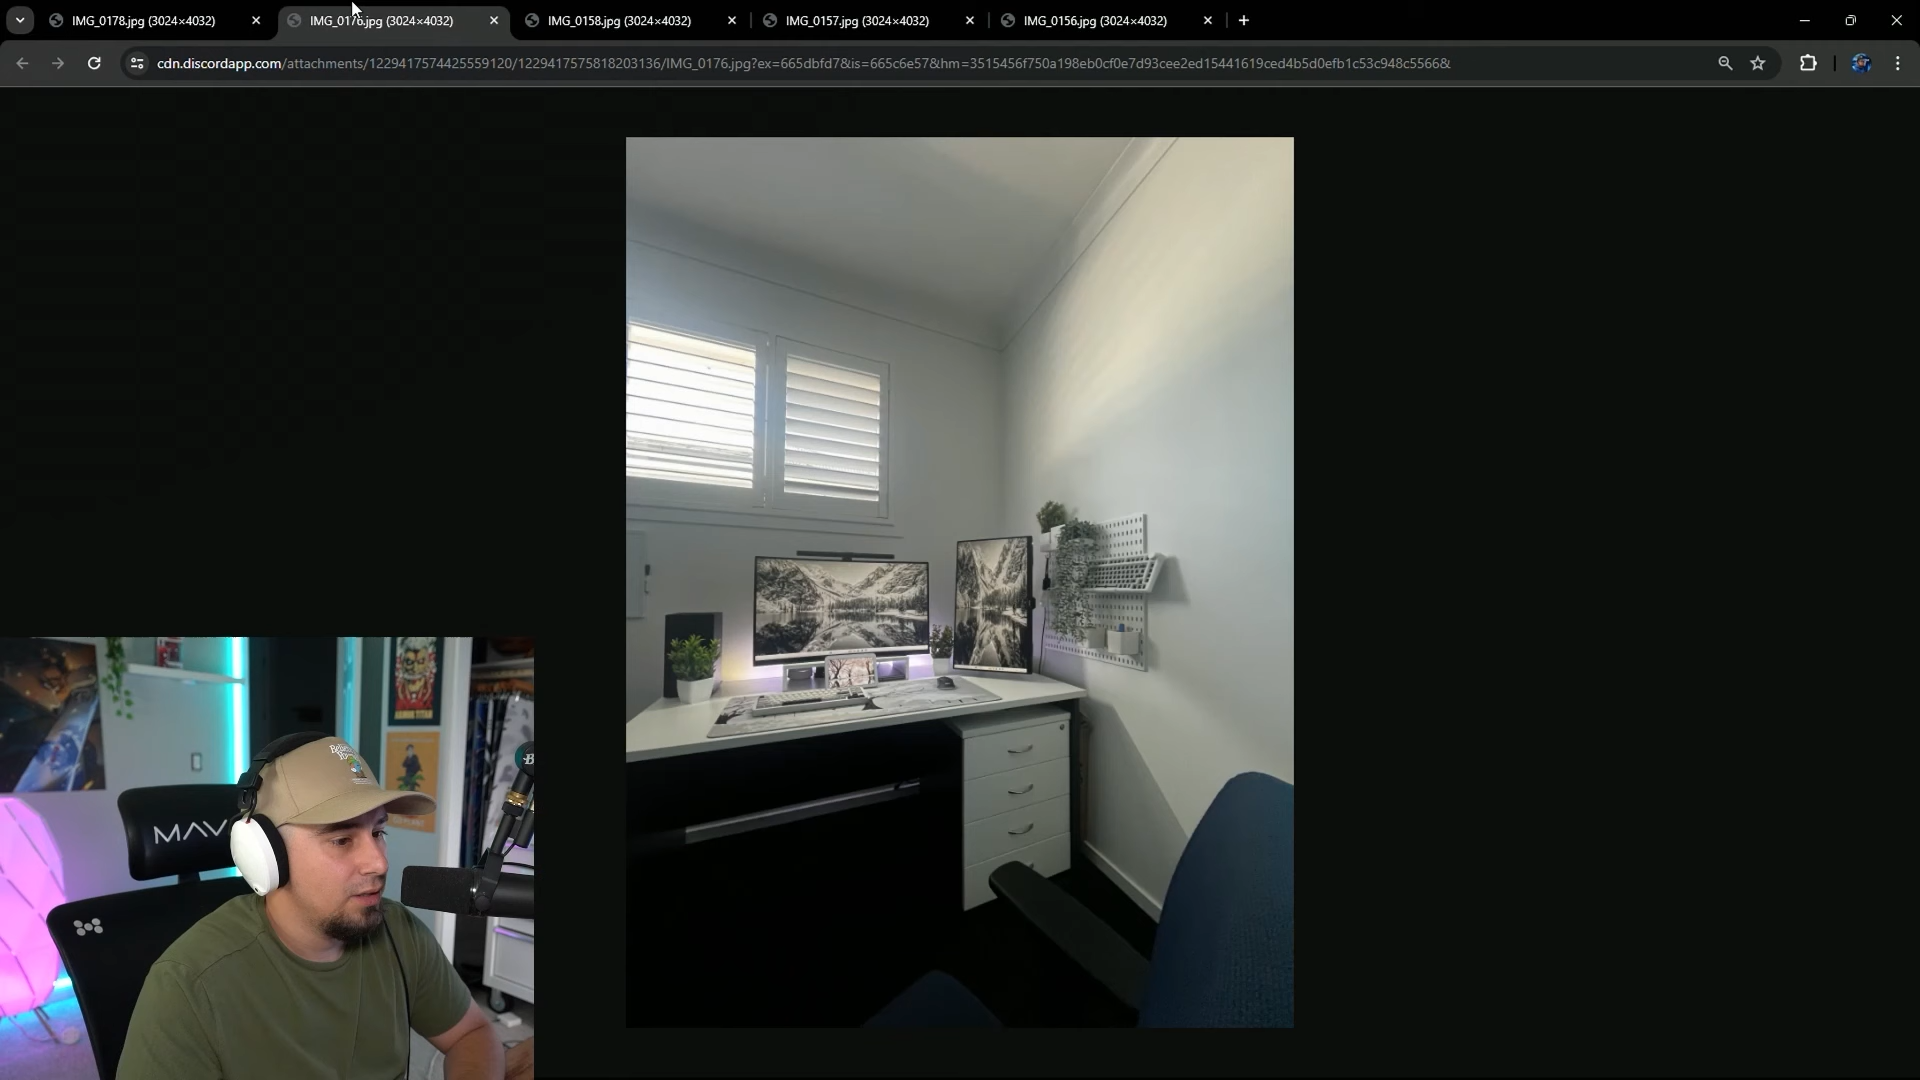 IMG_0178.jpg (3024×4032)
IMG_0176.jpg (3024×4032)
IMG_0158.jpg (3024×4032)
IMG_0157.jpg (3024×4032)
IMG_0156.jpg (3024×4032)
cdn.discordapp.com/attachments/1229417574425559120/1229417575818203136/IMG_0176.jpg?ex=665dbfd7&is=665c6e57&hm=3515456f750a198eb0cf0e7d93cee2ed15441619ced4b5d0efb1c53c948c5566&
MAV